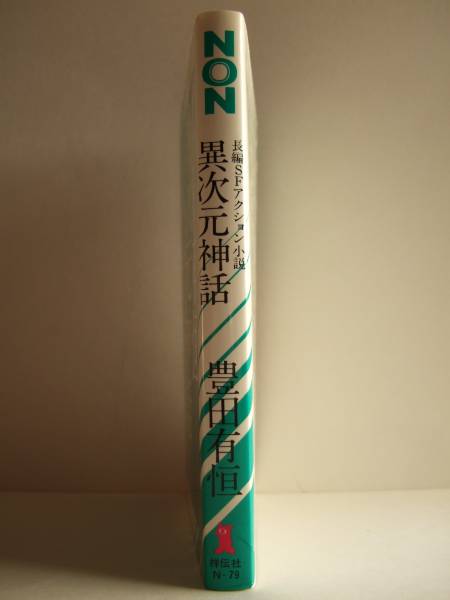 NON
長編SFアクション小説
異次元神話
豊田有恒
祥伝社
N-79